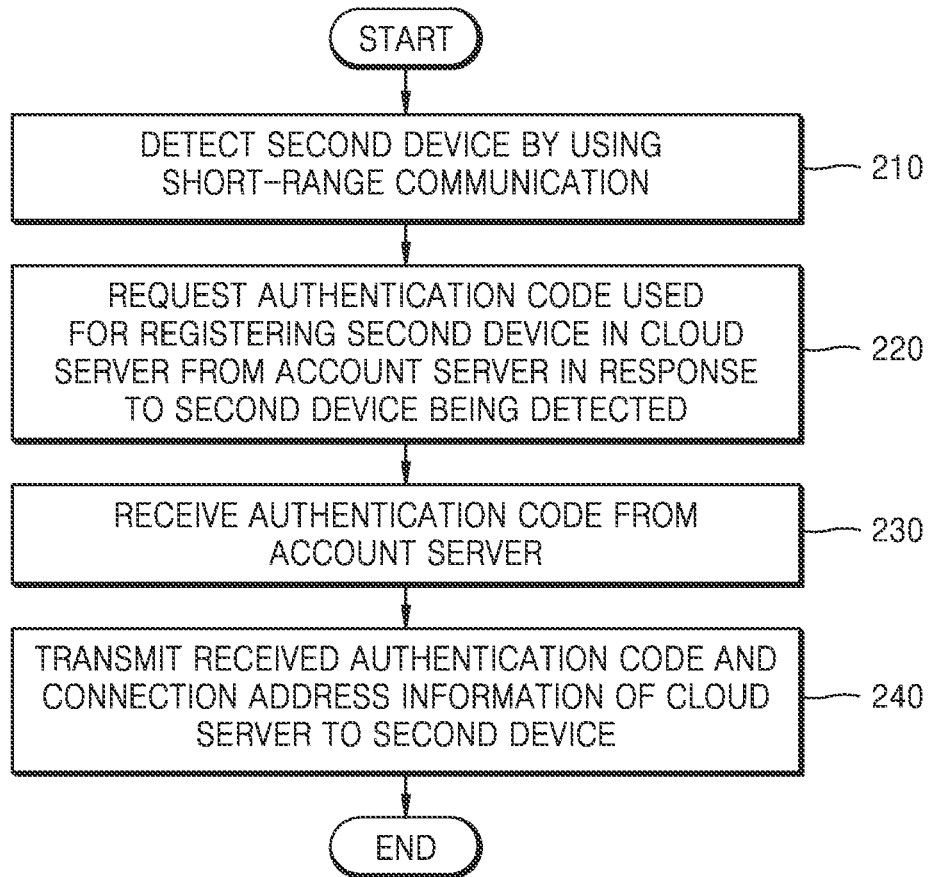 START
DETECT SECOND DEVICE BY USING
SHORT-RANGE COMMUNICATION
210
REQUEST AUTHENTICATION CODE USED
FOR REGISTERING SECOND DEVICE IN CLOUD
SERVER FROM ACCOUNT SERVER IN RESPONSE
TO SECOND DEVICE BEING DETECTED
220
RECEIVE AUTHENTICATION CODE FROM
ACCOUNT SERVER
230
TRANSMIT RECEIVED AUTHENTICATION CODE AND
CONNECTION ADDRESS INFORMATION OF CLOUD
SERVER TO SECOND DEVICE
240
END